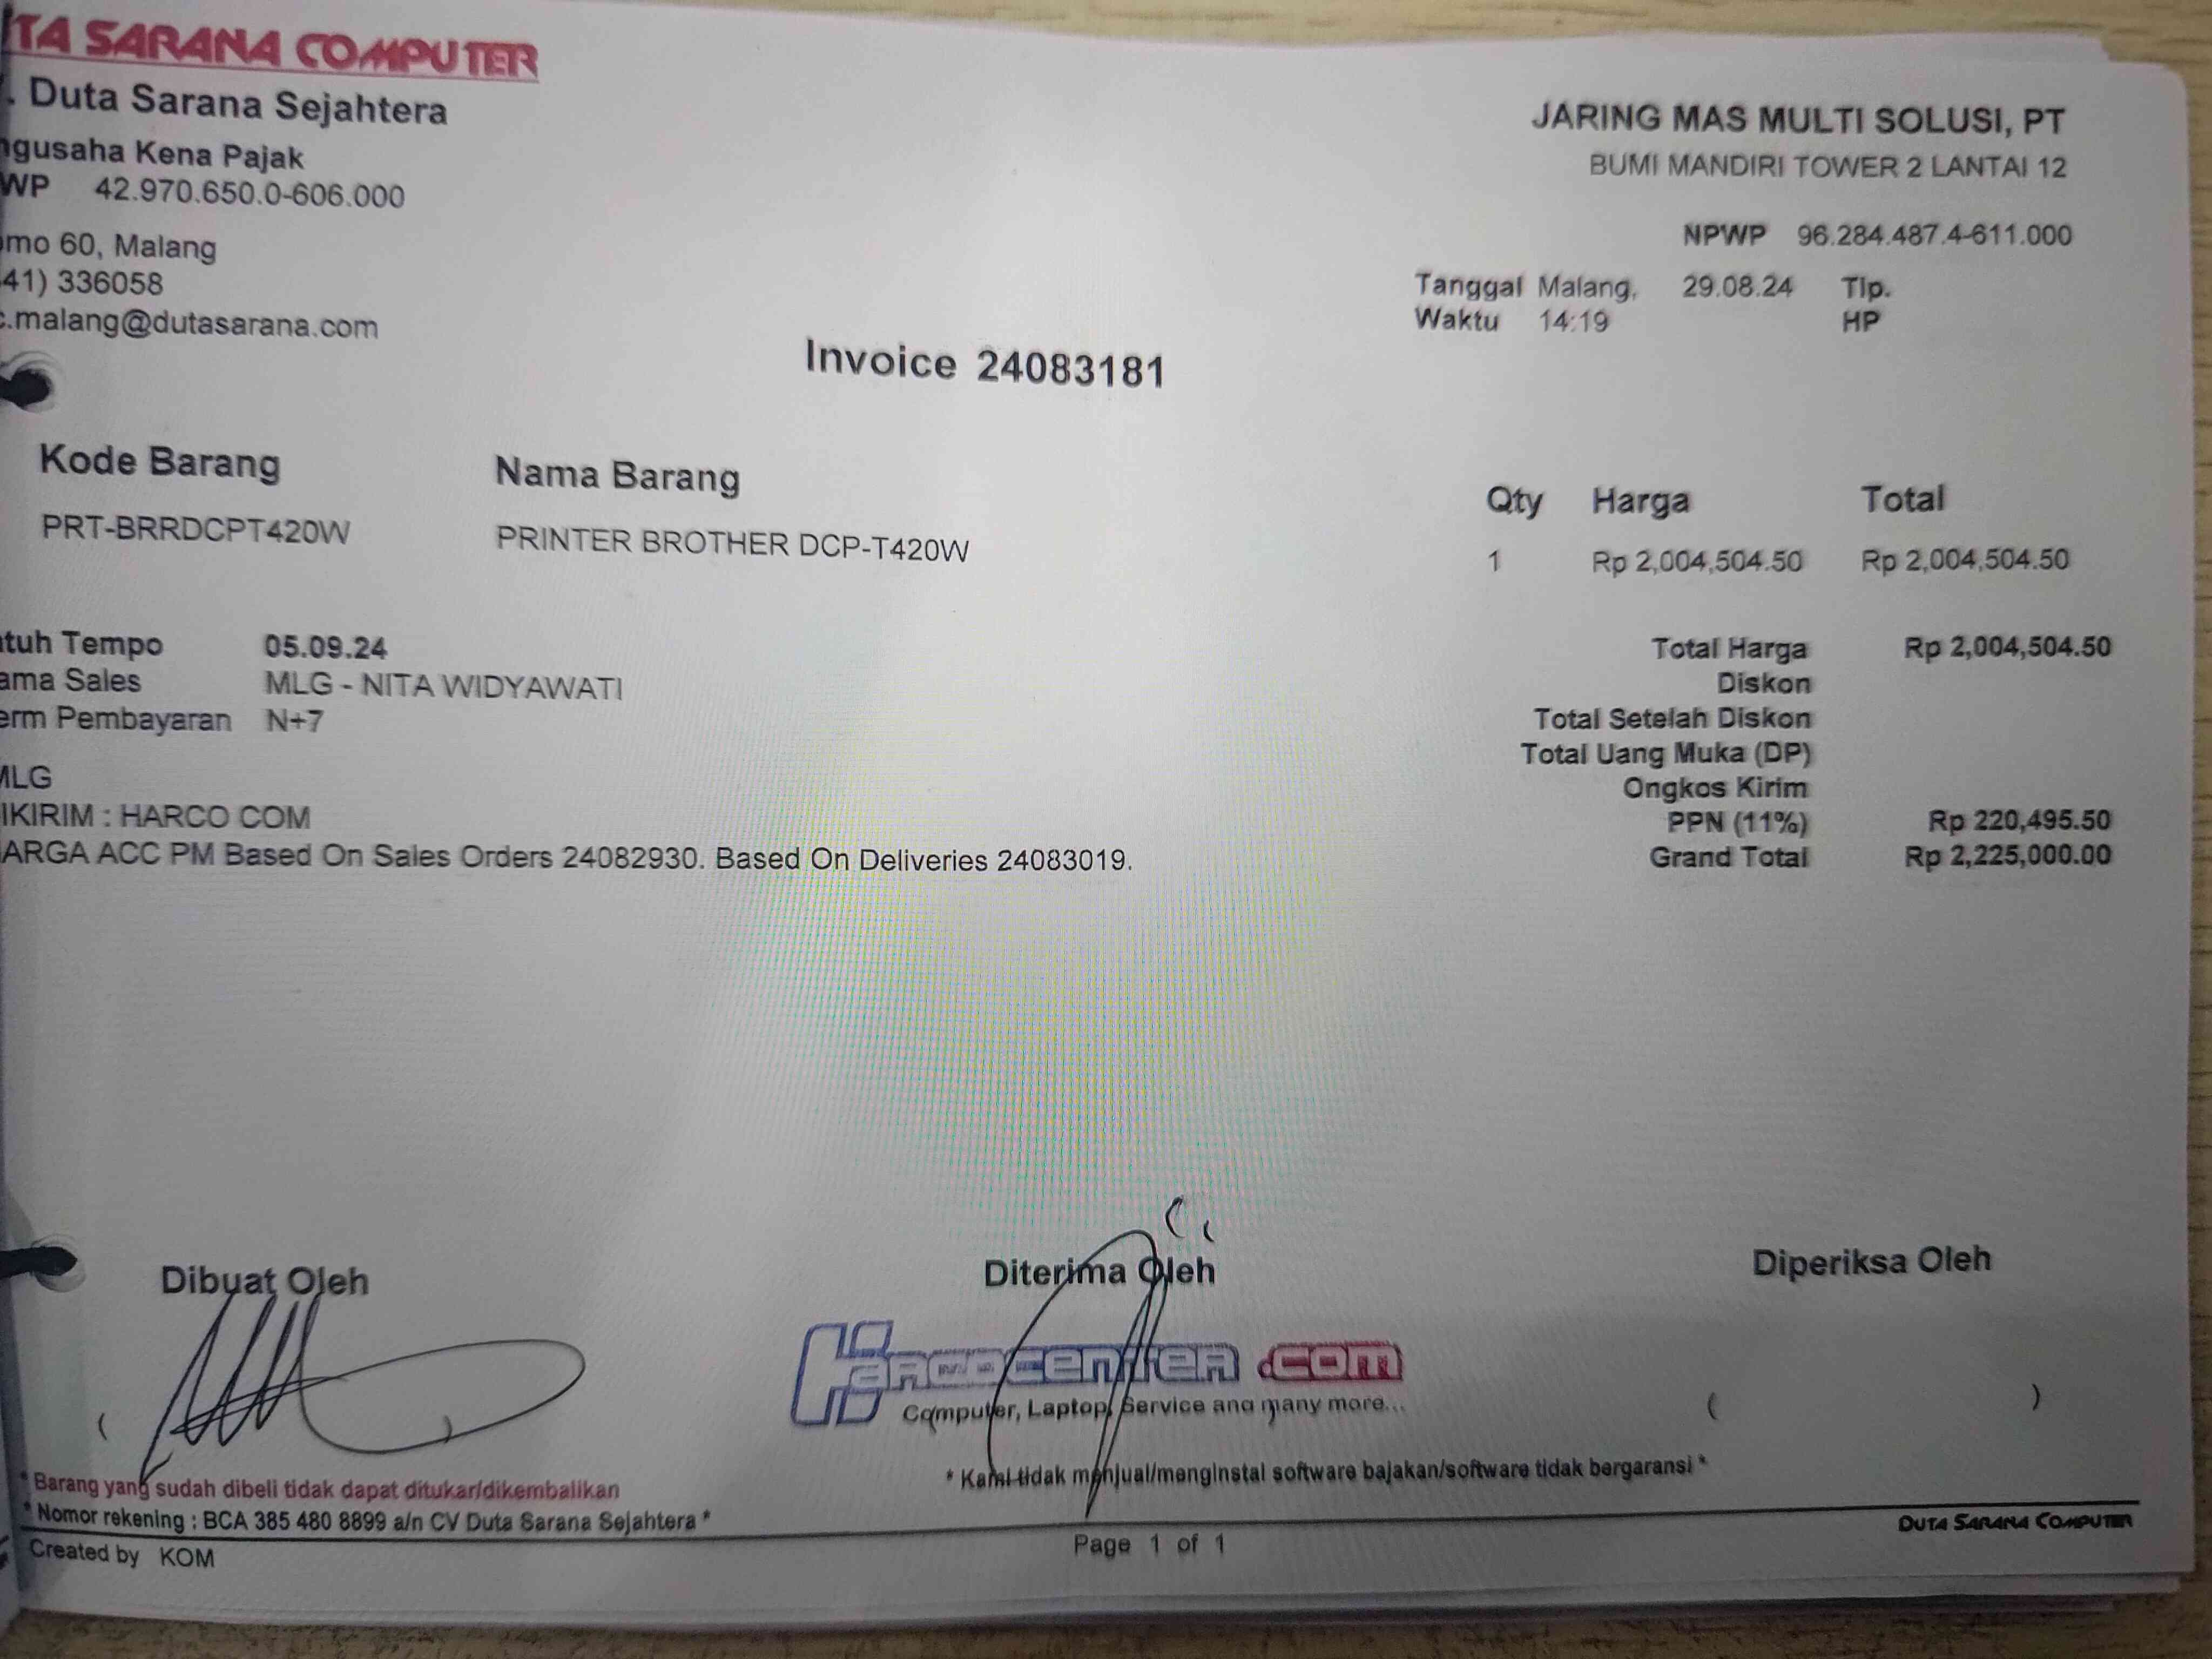 TA SARANA COMPUTER
. Duta Sarana Sejahtera
ngusaha Kena Pajak
WP 42.970.650.0-606.000
omo 60, Malang
41) 336058
c.malang@dutasarana.com
JARING MAS MULTI SOLUSI, PT
BUMI MANDIRI TOWER 2 LANTAI 12
NPWP 96.284.487.4-611.000
Tanggal Malang, 29.08.24 Tlp.
Waktu 14:19 HP
Invoice 24083181
Kode Barang Nama Barang Qty Harga Total
PRT-BRRDCPT420W PRINTER BROTHER DCP-T420W 1 Rp 2,004,504.50 Rp 2,004,504.50
atuh Tempo 05.09.24
ama Sales MLG - NITA WIDYAWATI
erm Pembayaran N+7
MLG
IKIRIM : HARCO COM
ARGA ACC PM Based On Sales Orders 24082930. Based On Deliveries 24083019.
Total Harga Rp 2,004,504.50
Diskon
Total Setelah Diskon
Total Uang Muka (DP)
Ongkos Kirim
PPN (11%) Rp 220,495.50
Grand Total Rp 2,225,000.00
Dibuat Oleh Diterima Oleh Diperiksa Oleh
Harcocenter.com
Computer, Laptop, Service and many more...
( ) ( )
* Barang yang sudah dibeli tidak dapat ditukar/dikembalikan
* Kami tidak menjual/menginstal software bajakan/software tidak bergaransi *
* Nomor rekening : BCA 385 480 8899 a/n CV Duta Sarana Sejahtera *
DUTA SARANA COMPUTER
Created by KOM Page 1 of 1